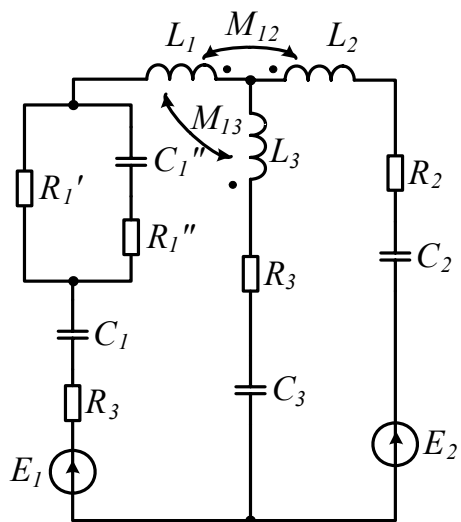 L₁ M₁₂ L₂
M₁₃
C₁" L₃
R₁' R₂
R₁"
C₂
R₃
C₁
C₃
R₃
E₂
E₁